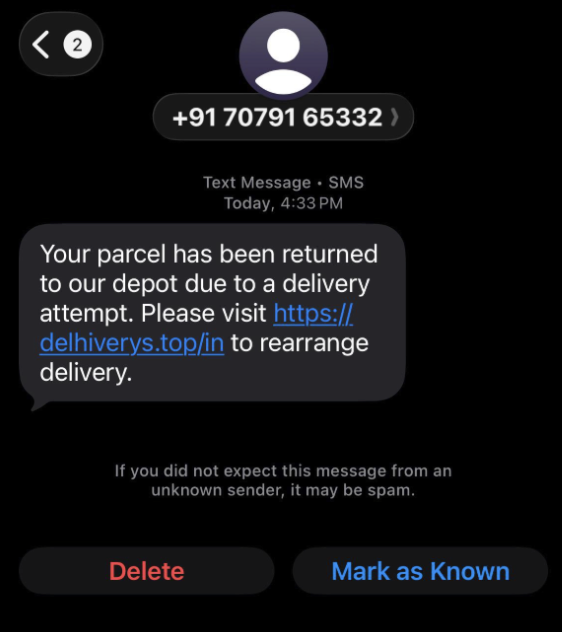 2
+91 70791 65332
Text Message • SMS
Today, 4:33 PM
Your parcel has been returned
to our depot due to a delivery
attempt. Please visit https://
delhiverys.top/in to rearrange
delivery.
If you did not expect this message from an
unknown sender, it may be spam.
Delete
Mark as Known